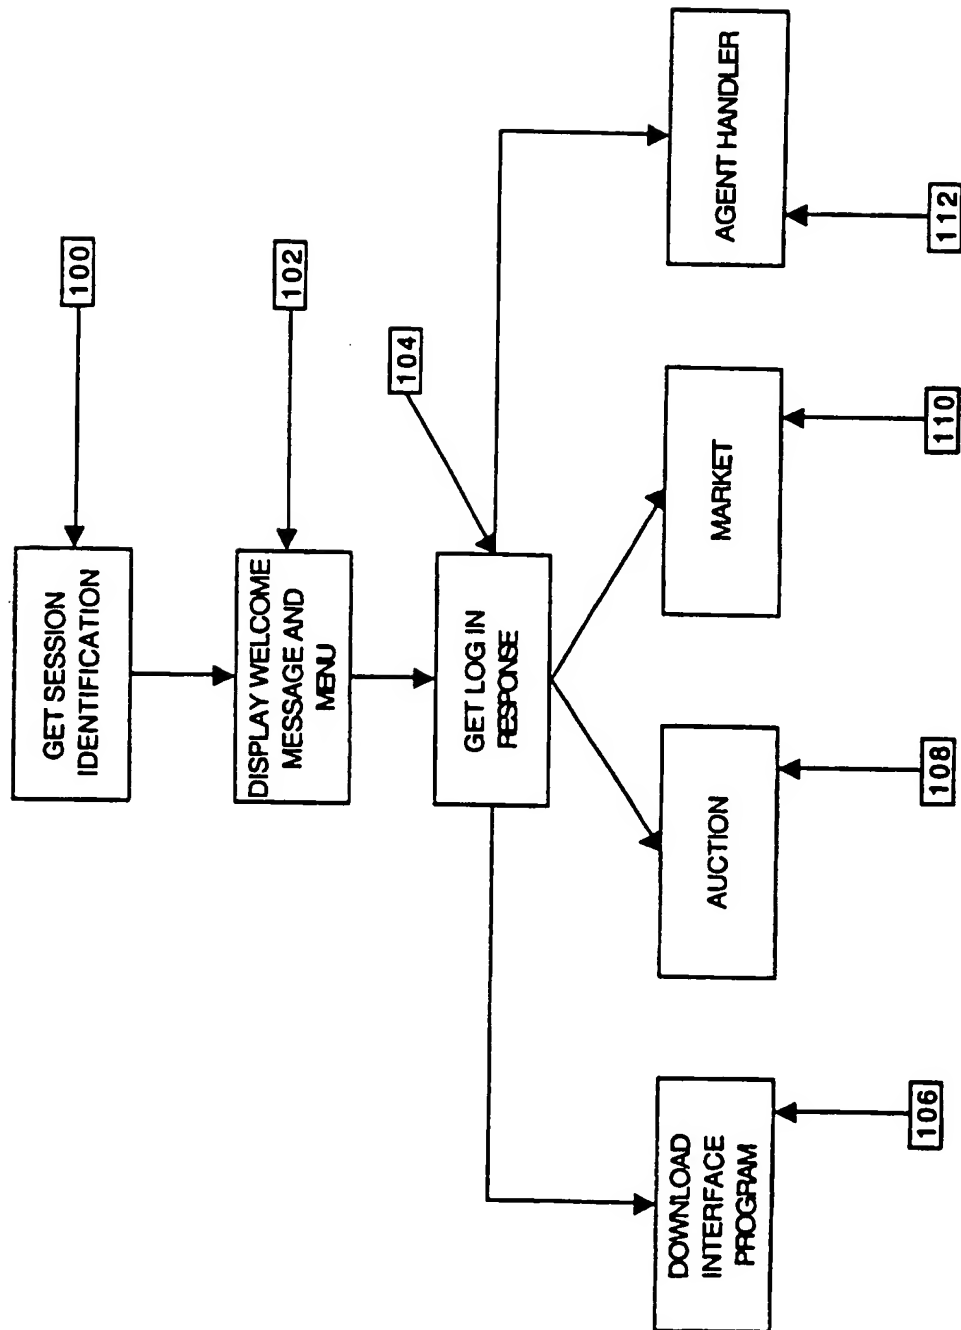 GET SESSION
IDENTIFICATION
100
DISPLAY WELCOME
MESSAGE AND
MENU
102
GET LOG IN
RESPONSE
104
DOWNLOAD
INTERFACE
PROGRAM
106
AUCTION
108
MARKET
110
AGENT HANDLER
112